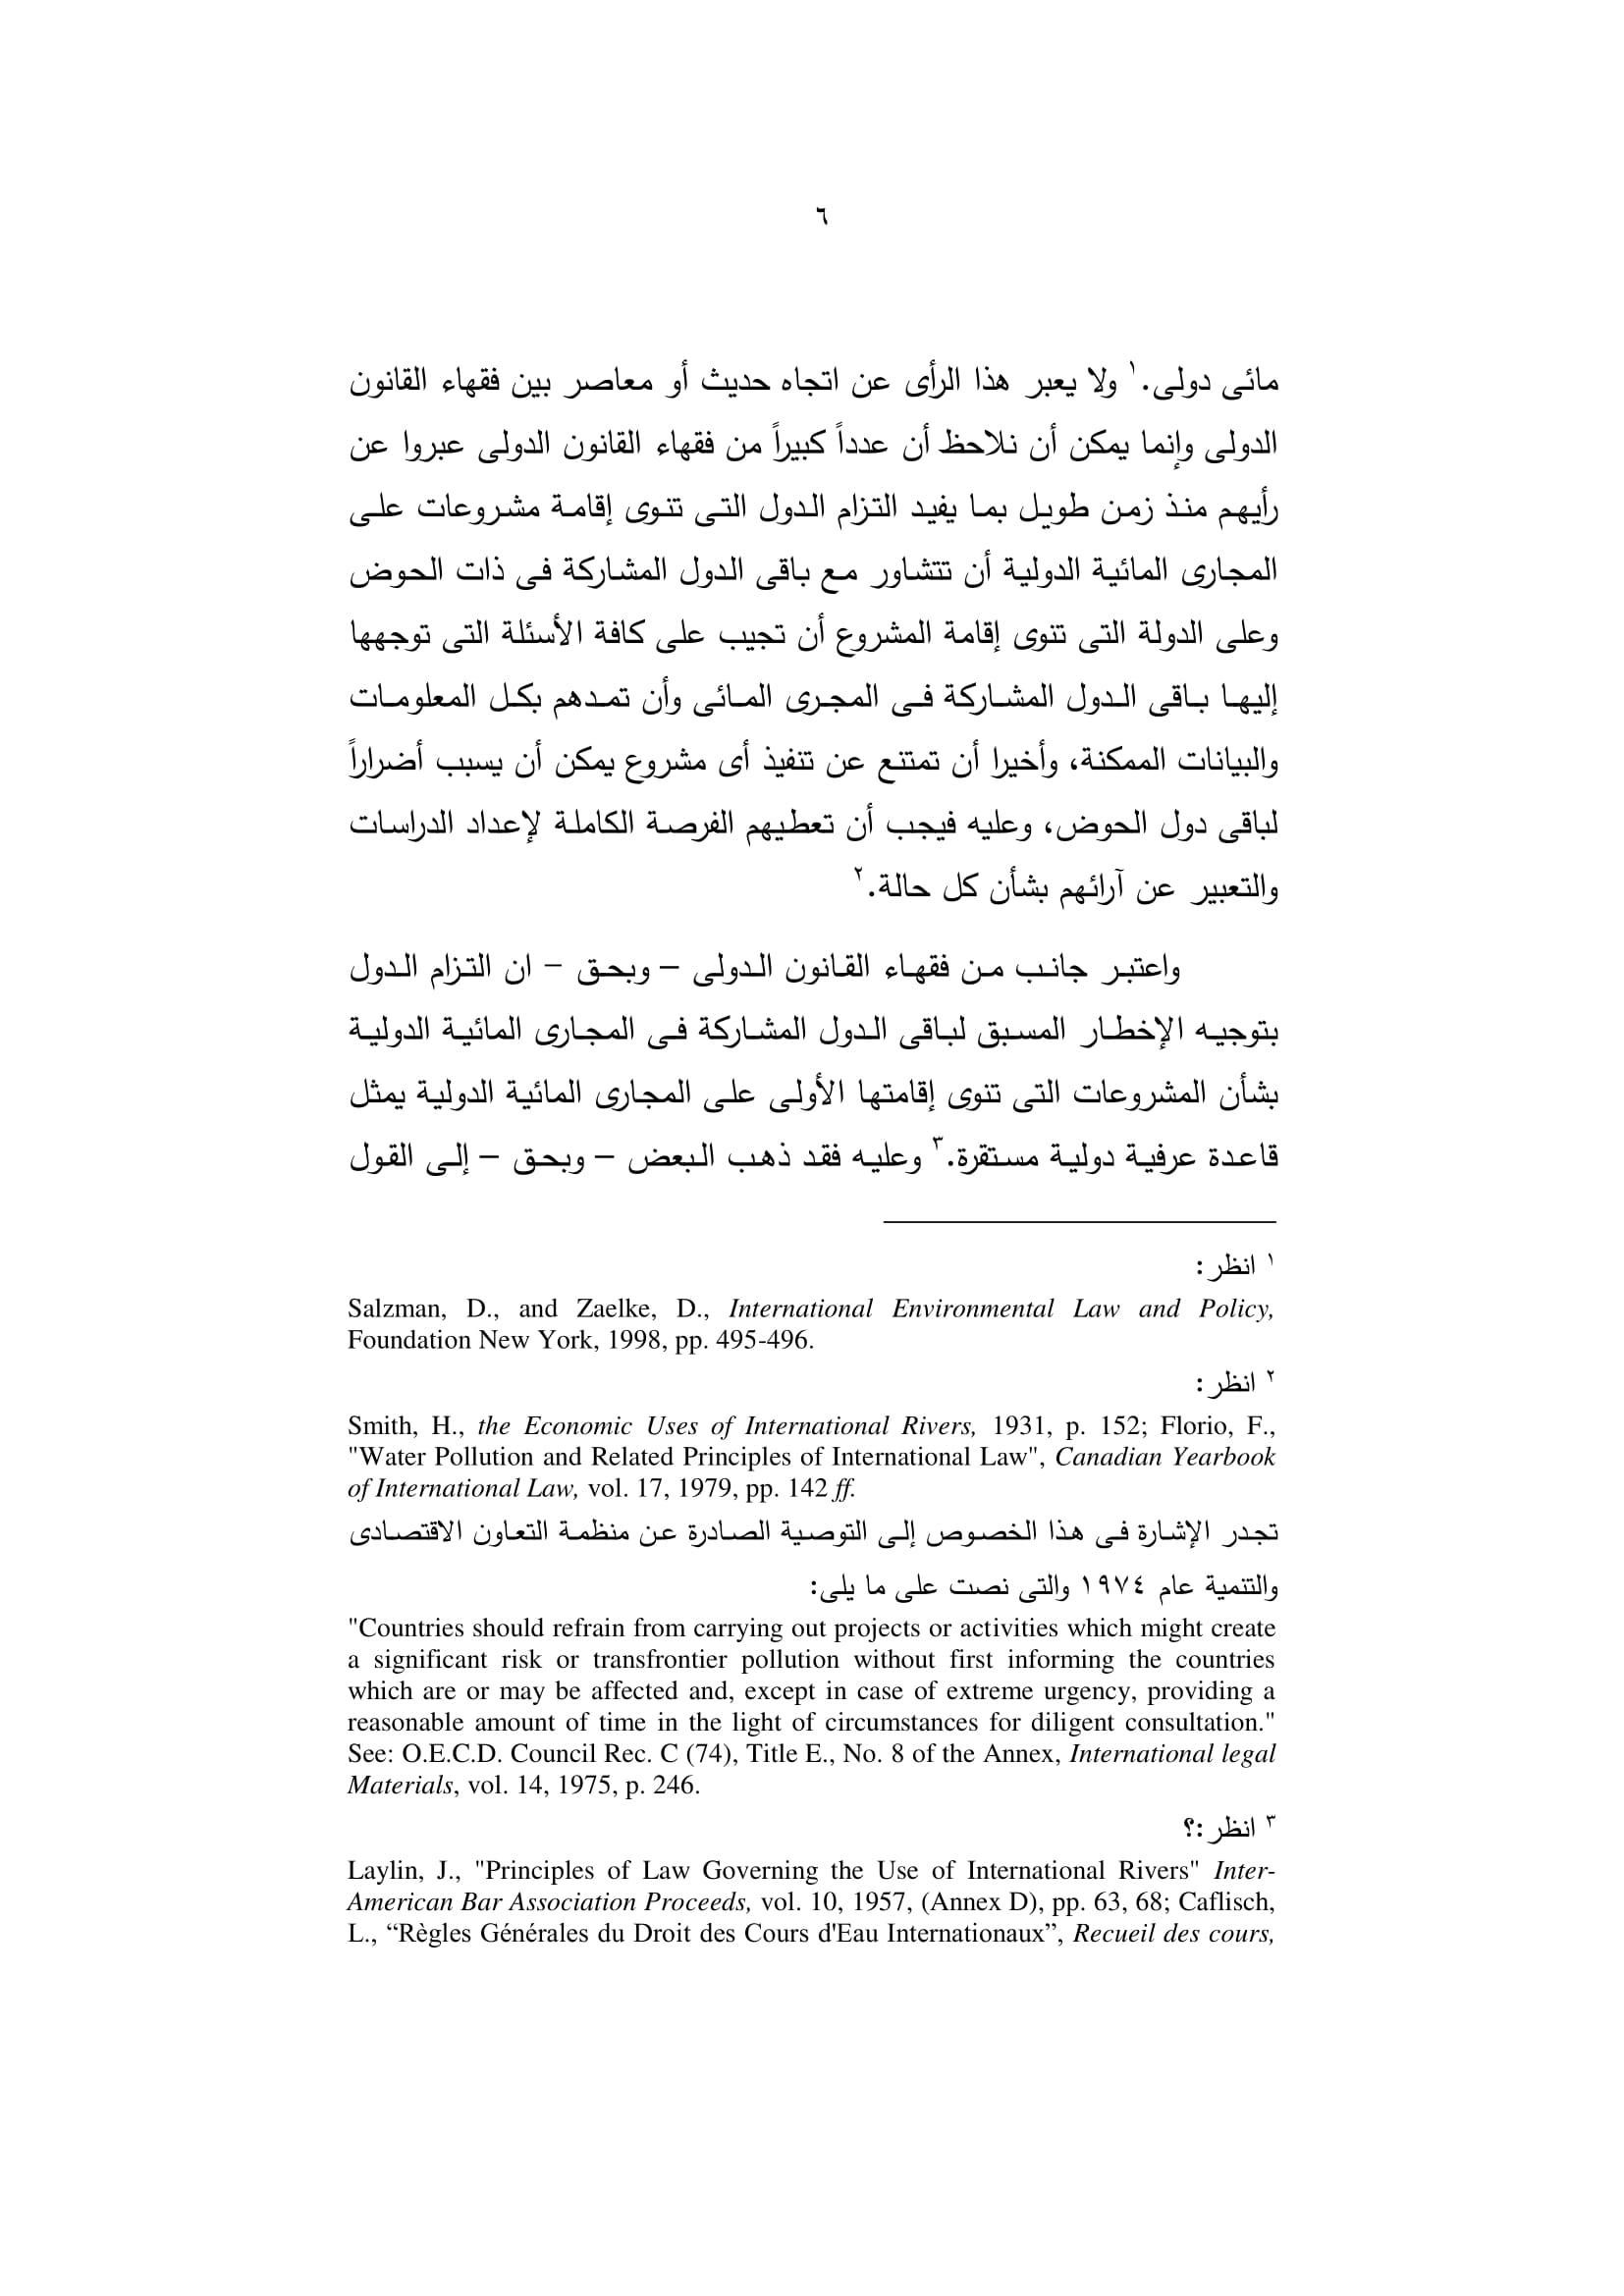 ٦
مائى دولى.١ ولا يعبر هذا الرأى عن اتجاه حديث أو معاصر بين فقهاء القانون
الدولى وإنما يمكن أن نلاحظ أن عدداً كبيراً من فقهاء القانون الدولى عبروا عن
رأيهم منذ زمن طويل بما يفيد التزام الدول التى تنوى إقامة مشروعات على
المجارى المائية الدولية أن تتشاور مع باقى الدول المشاركة فى ذات الحوض
وعلى الدولة التى تنوى إقامة المشروع أن تجيب على كافة الأسئلة التى توجهها
إليها باقى الدول المشاركة فى المجرى المائى وأن تمدهم بكل المعلومات
والبيانات الممكنة، وأخيرا أن تمتنع عن تنفيذ أى مشروع يمكن أن يسبب أضراراً
لباقى دول الحوض، وعليه فيجب أن تعطيهم الفرصة الكاملة لإعداد الدراسات
والتعبير عن آرائهم بشأن كل حالة.٢
واعتبر جانب من فقهاء القانون الدولى – وبحق – ان التزام الدول
بتوجيه الإخطار المسبق لباقى الدول المشاركة فى المجارى المائية الدولية
بشأن المشروعات التى تنوى إقامتها الأولى على المجارى المائية الدولية يمثل
قاعدة عرفية دولية مستقرة.٣ وعليه فقد ذهب البعض – وبحق – إلى القول
١ انظر:
Salzman, D., and Zaelke, D., International Environmental Law and Policy,
Foundation New York, 1998, pp. 495-496.
٢ انظر:
Smith, H., the Economic Uses of International Rivers, 1931, p. 152; Florio, F.,
"Water Pollution and Related Principles of International Law", Canadian Yearbook
of International Law, vol. 17, 1979, pp. 142 ff.
تجدر الإشارة فى هذا الخصوص إلى التوصية الصادرة عن منظمة التعاون الاقتصادى
والتنمية عام ١٩٧٤ والتى نصت على ما يلى:
"Countries should refrain from carrying out projects or activities which might create
a significant risk or transfrontier pollution without first informing the countries
which are or may be affected and, except in case of extreme urgency, providing a
reasonable amount of time in the light of circumstances for diligent consultation."
See: O.E.C.D. Council Rec. C (74), Title E., No. 8 of the Annex, International legal
Materials, vol. 14, 1975, p. 246.
٣ انظر:؟
Laylin, J., "Principles of Law Governing the Use of International Rivers" Inter-
American Bar Association Proceeds, vol. 10, 1957, (Annex D), pp. 63, 68; Caflisch,
L., “Règles Générales du Droit des Cours d'Eau Internationaux”, Recueil des cours,